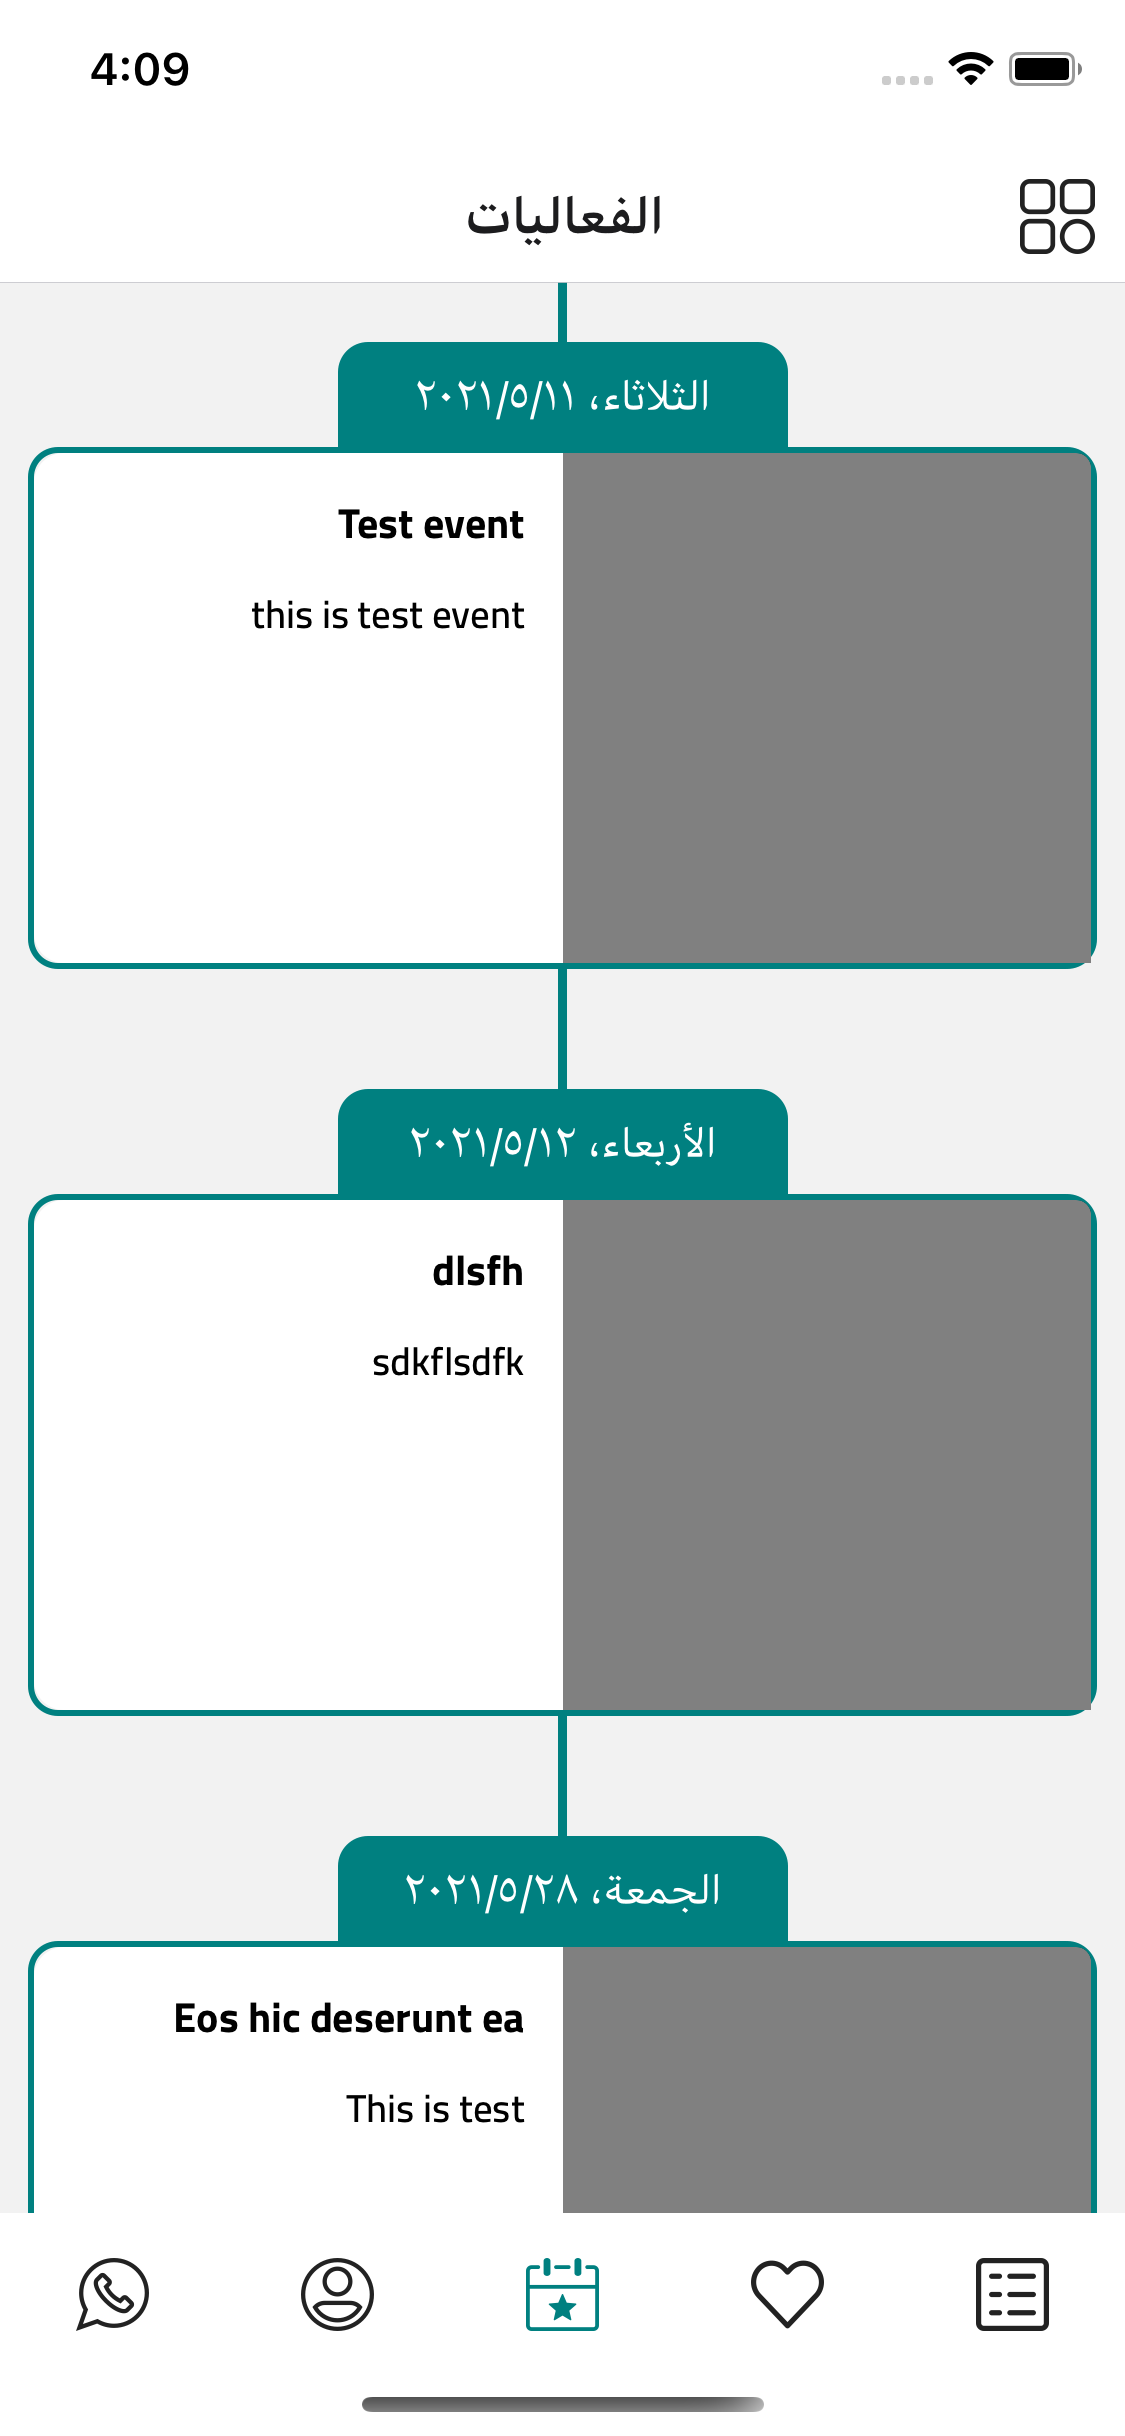 4:09
الفعاليات
الثلاثاء، ٢٠٢١/٥/١١
Test event
this is test event
الأربعاء، ٢٠٢١/٥/١٢
dlsfh
sdkflsdfk
الجمعة، ٢٠٢١/٥/٢٨
Eos hic deserunt ea
This is test